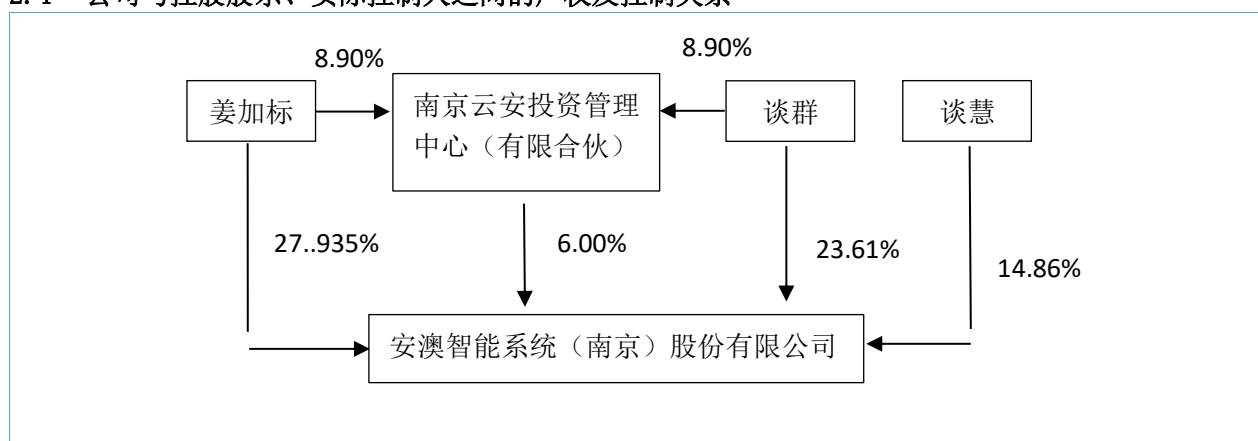 8.90%
8.90%
姜加标
南京云安投资管理
中心（有限合伙）
谈群
谈慧
27..935%
6.00%
23.61%
14.86%
安澳智能系统（南京）股份有限公司